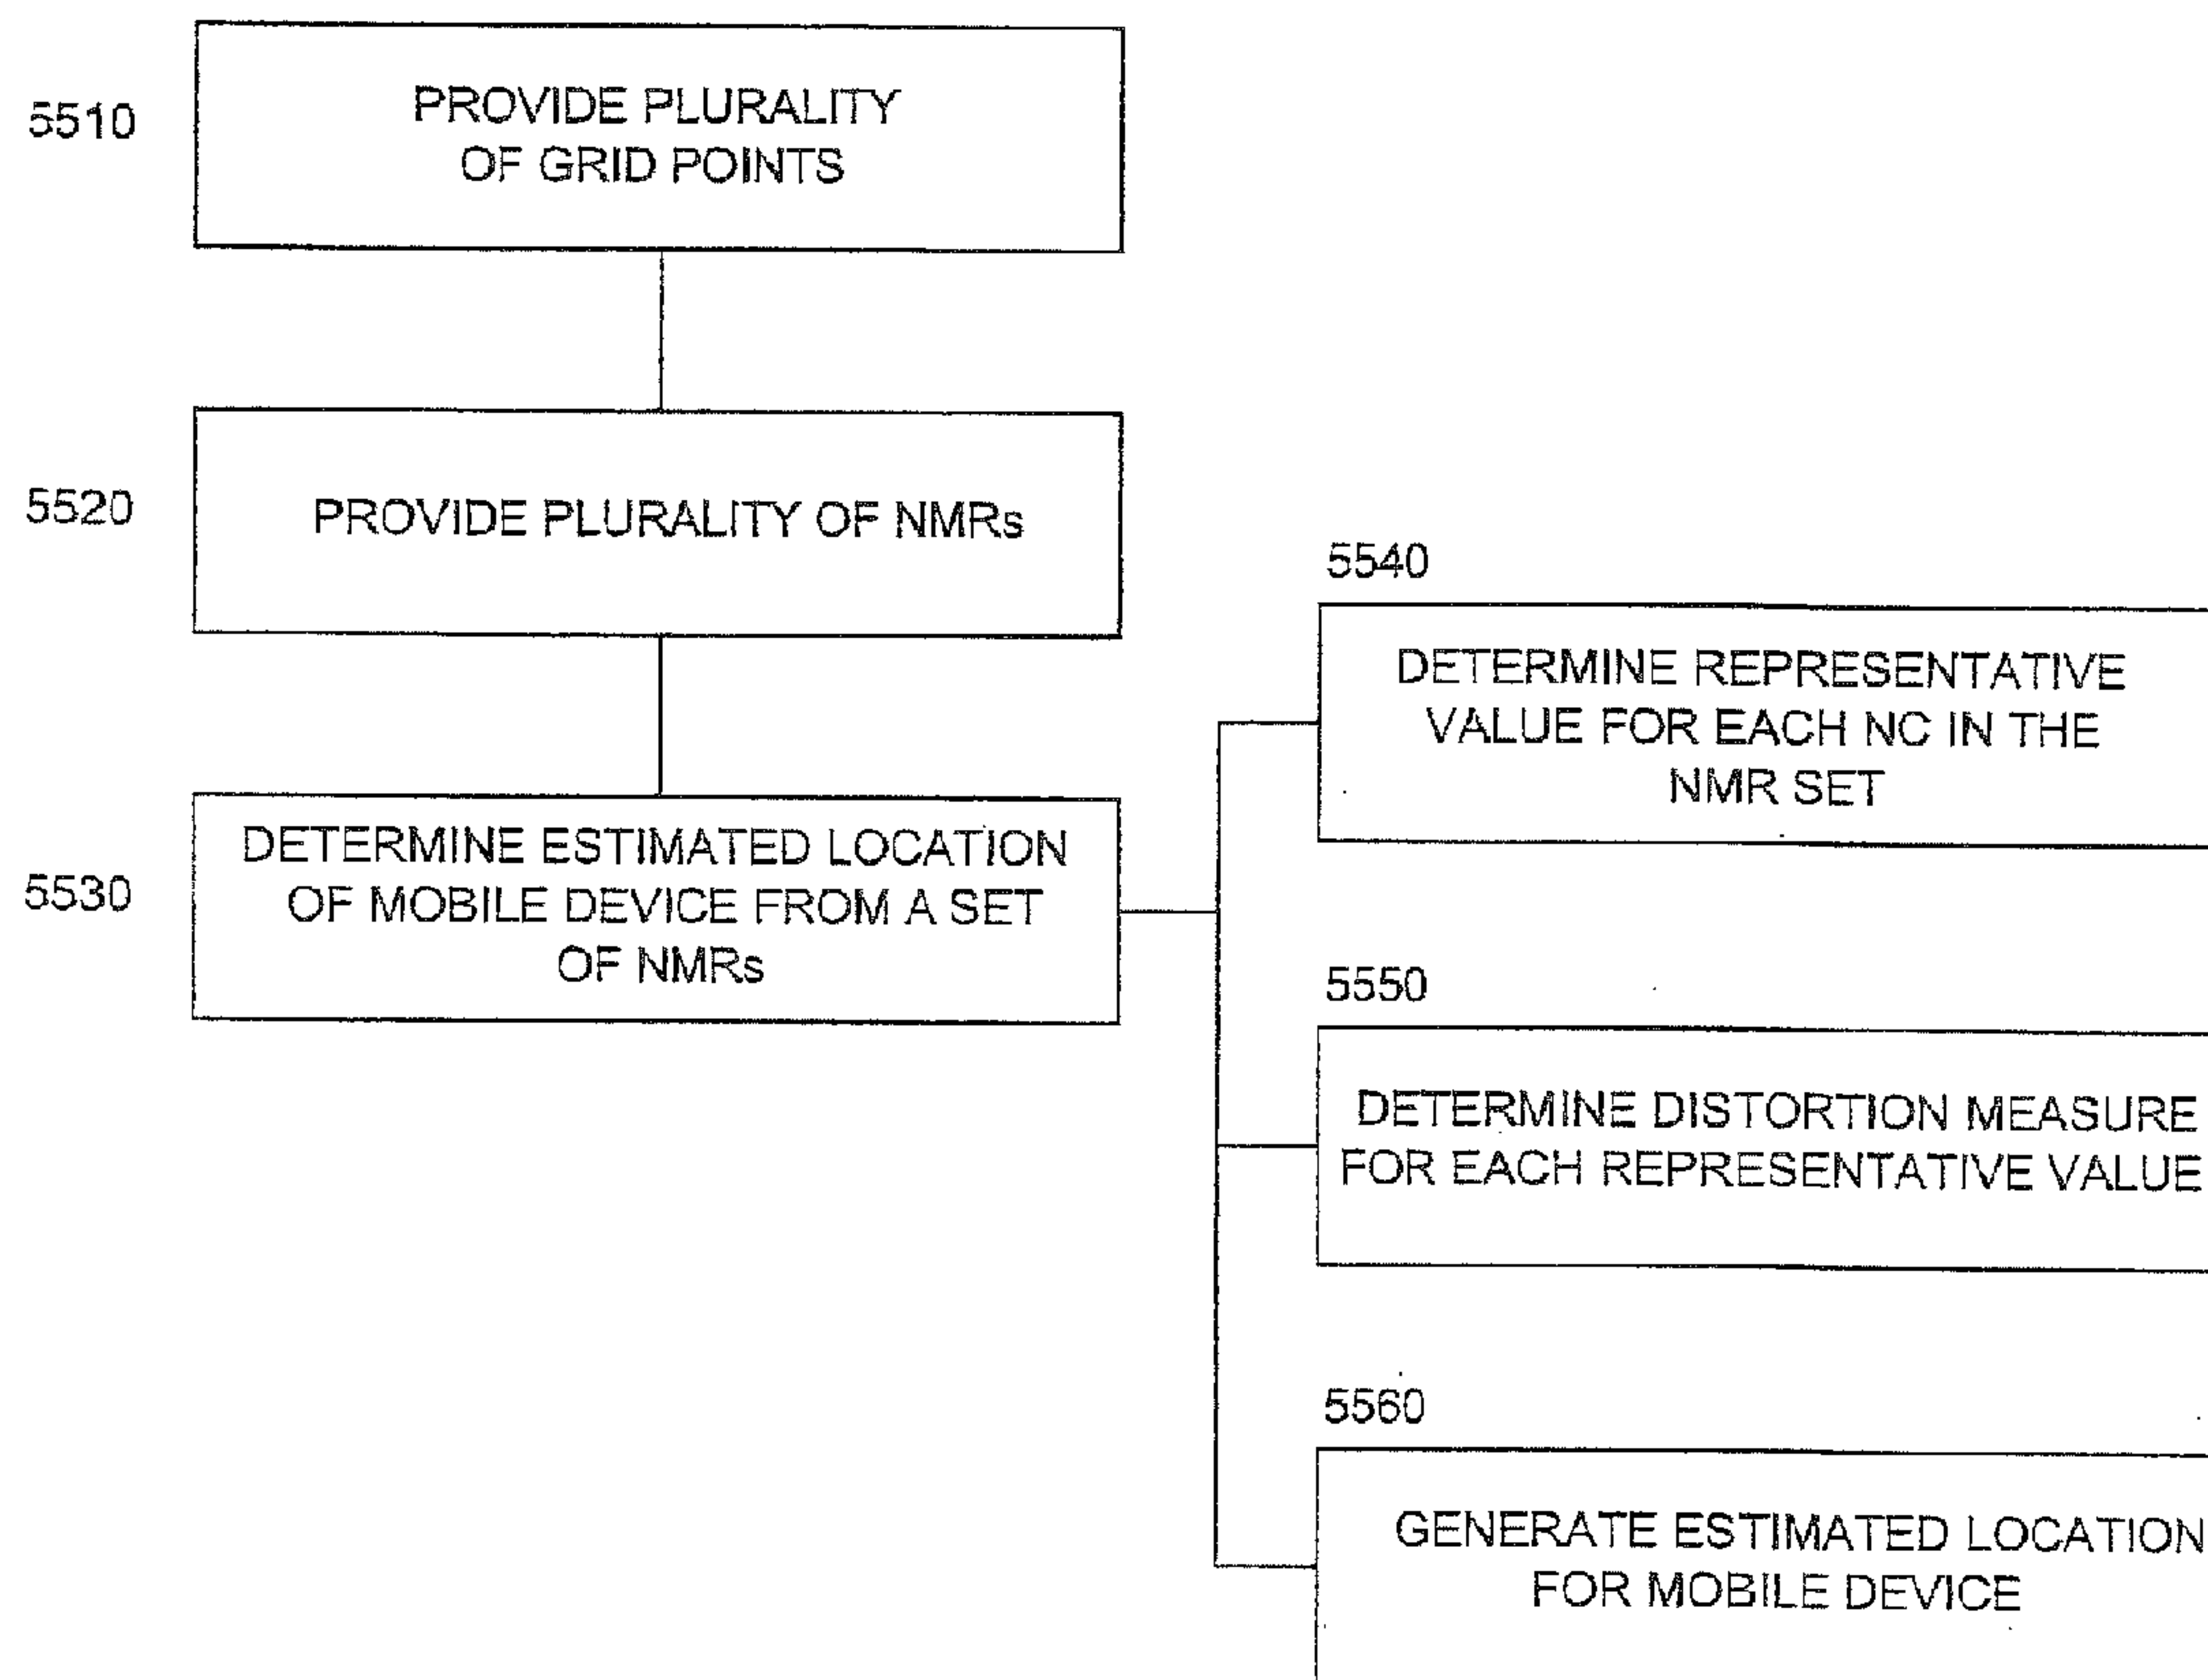 5510
PROVIDE PLURALITY
OF GRID POINTS
5520
PROVIDE PLURALITY OF NMRs
5530
DETERMINE ESTIMATED LOCATION
OF MOBILE DEVICE FROM A SET
OF NMRs
5540
DETERMINE REPRESENTATIVE
VALUE FOR EACH NC IN THE
NMR SET
5550
DETERMINE DISTORTION MEASURE
FOR EACH REPRESENTATIVE VALUE
5560
GENERATE ESTIMATED LOCATION
FOR MOBILE DEVICE